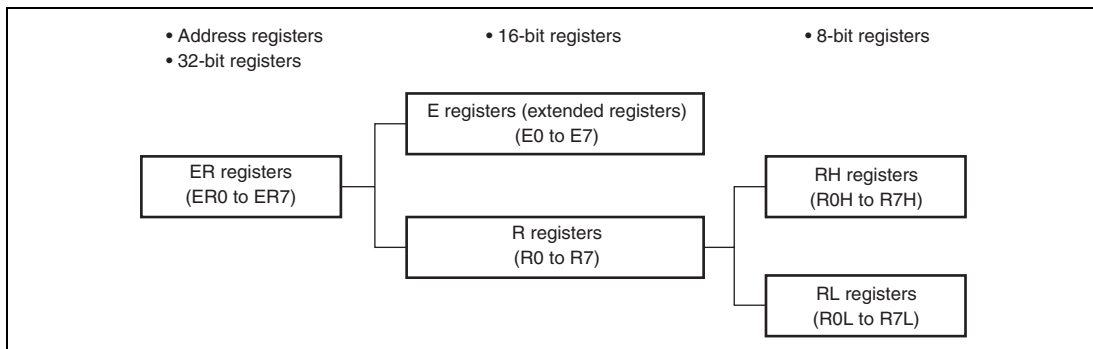 • Address registers
• 32-bit registers
• 16-bit registers
• 8-bit registers
E registers (extended registers)
(E0 to E7)
ER registers
(ER0 to ER7)
RH registers
(R0H to R7H)
R registers
(R0 to R7)
RL registers
(R0L to R7L)